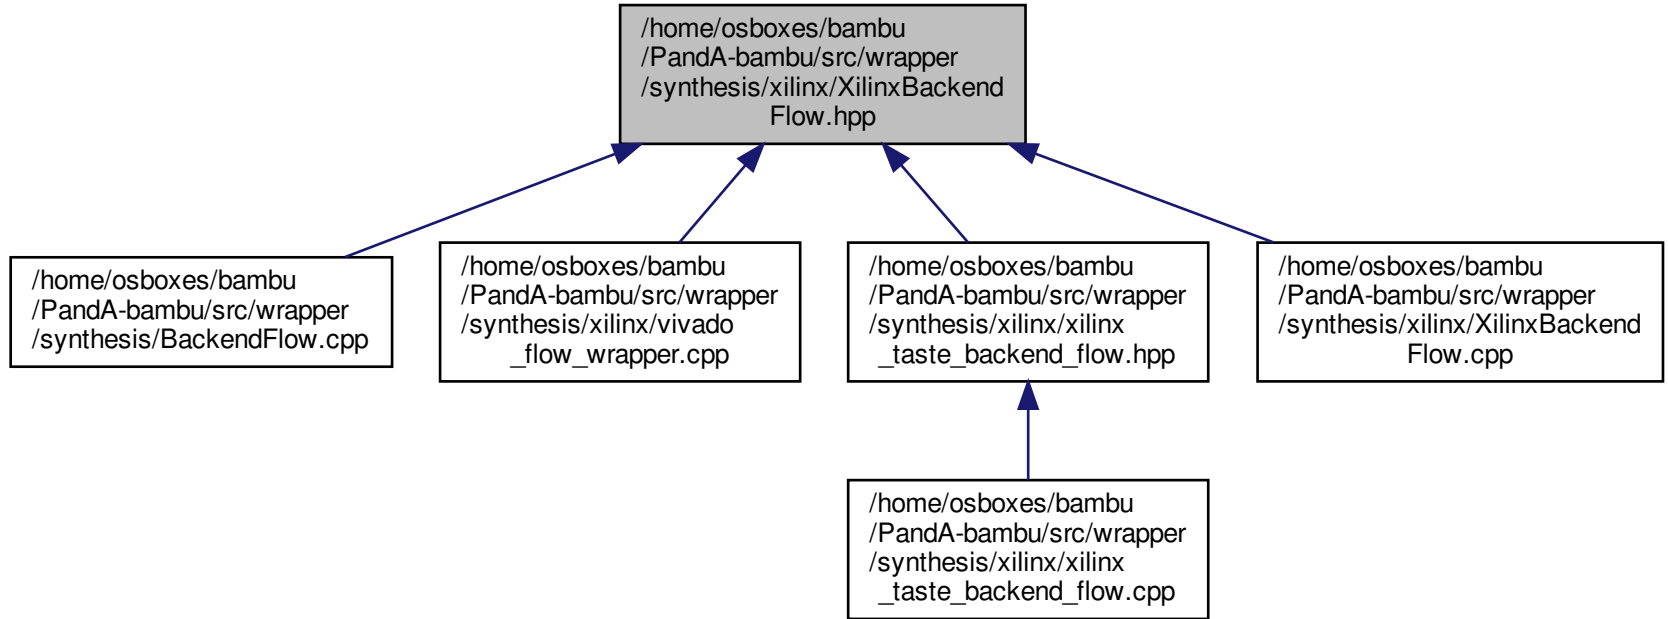 /home/osboxes/bambu
/PandA-bambu/src/wrapper
/synthesis/xilinx/XilinxBackend
Flow.hpp
/home/osboxes/bambu
/PandA-bambu/src/wrapper
/synthesis/BackendFlow.cpp
/home/osboxes/bambu
/PandA-bambu/src/wrapper
/synthesis/xilinx/vivado
_flow_wrapper.cpp
/home/osboxes/bambu
/PandA-bambu/src/wrapper
/synthesis/xilinx/xilinx
_taste_backend_flow.hpp
/home/osboxes/bambu
/PandA-bambu/src/wrapper
/synthesis/xilinx/XilinxBackend
Flow.cpp
/home/osboxes/bambu
/PandA-bambu/src/wrapper
/synthesis/xilinx/xilinx
_taste_backend_flow.cpp